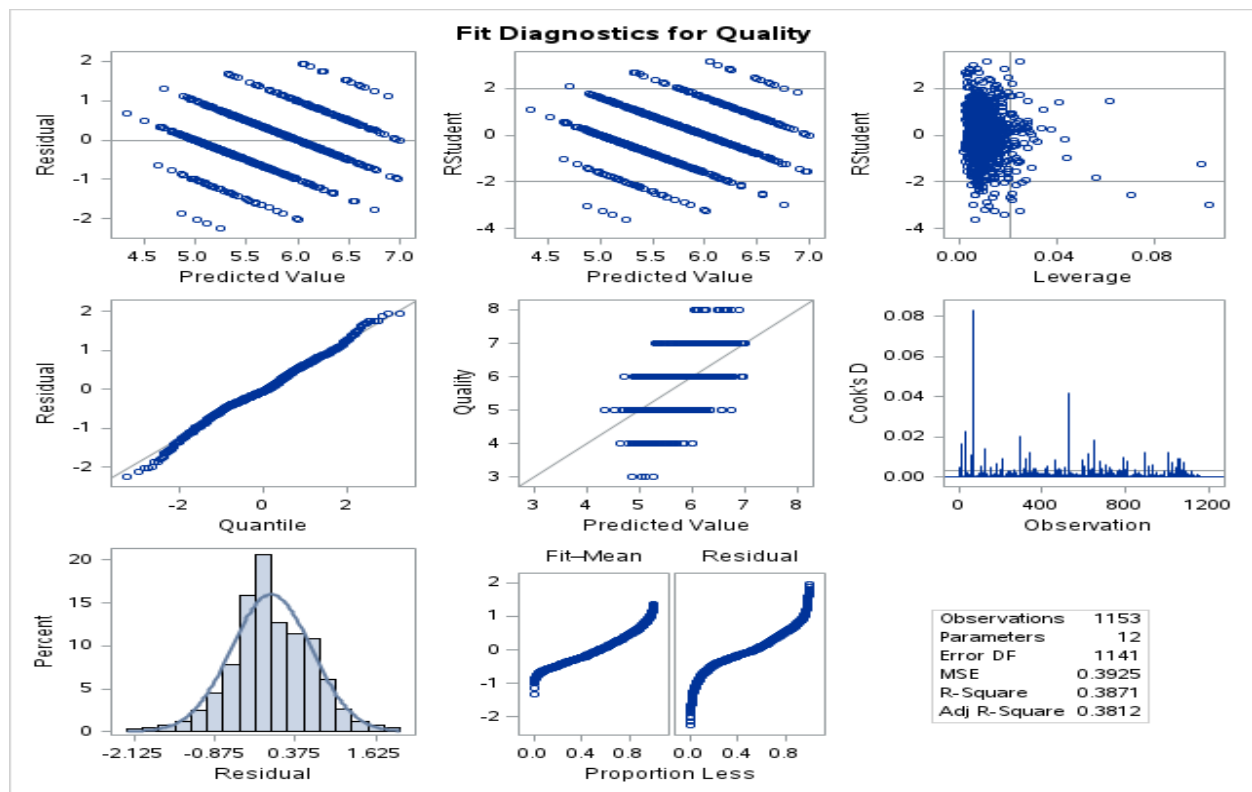 Fit Diagnostics for Quality
Residual
2
1
0
-1
-2
4.5 5.0 5.5 6.0 6.5 7.0
Predicted Value
RStudent
4
2
0
-2
-4
4.5 5.0 5.5 6.0 6.5 7.0
Predicted Value
RStudent
2
0
-2
-4
0.00 0.04 0.08
Leverage
Residual
2
1
0
-1
-2
-2 0 2
Quantile
Quality
8
7
6
5
4
3
3 4 5 6 7 8
Predicted Value
Cook's D
0.08
0.06
0.04
0.02
0.00
0 400 800 1200
Observation
Percent
20
15
10
5
0
-2.125 -0.875 0.375 1.625
Residual
Fit–Mean Residual
2
1
0
-1
-2
0.0 0.4 0.8 0.0 0.4 0.8
Proportion Less
Observations 1153
Parameters 12
Error DF 1141
MSE 0.3925
R-Square 0.3871
Adj R-Square 0.3812